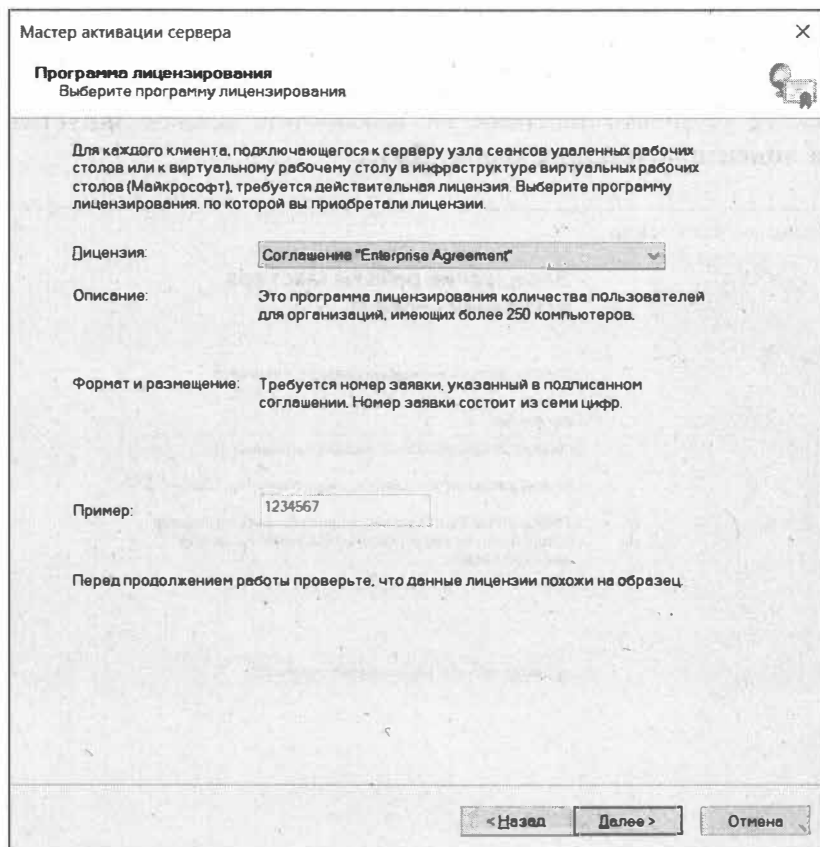 Мастер активации сервера
Программа лицензирования
Выберите программу лицензирования
Для каждого клиента, подключающегося к серверу узла сеансов удаленных рабочих
столов или к виртуальному рабочему столу в инфраструктуре виртуальных рабочих
столов (Майкрософт), требуется действительная лицензия. Выберите программу
лицензирования, по которой вы приобретали лицензии.
Лицензия: Соглашение "Enterprise Agreement"
Описание: Это программа лицензирования количества пользователей
для организаций, имеющих более 250 компьютеров.
Формат и размещение: Требуется номер заявки, указанный в подписанном
соглашении. Номер заявки состоит из семи цифр.
Пример: 1234567
Перед продолжением работы проверьте, что данные лицензии похожи на образец.
< Назад Далее > Отмена